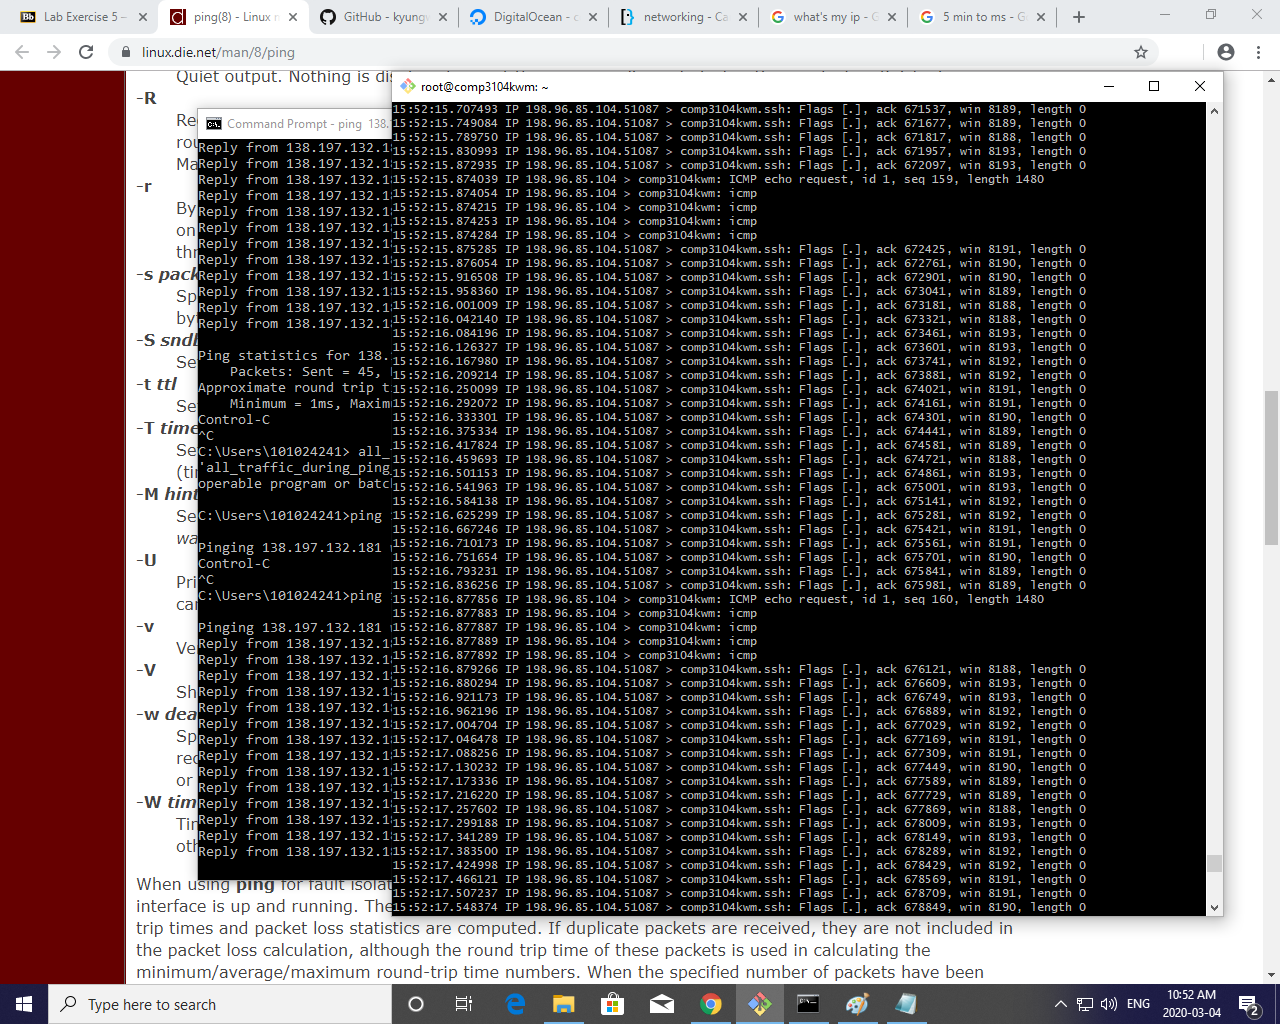 Lab Exercise 5 –
ping(8) - Linux r
GitHub - kyung
DigitalOcean - c
networking - Ca
what's my ip - G
5 min to ms - G
linux.die.net/man/8/ping
Quiet output. Nothing is dis
-R
Re
rou
Ma
-r
By
on
thr
-s pack
Sp
by
-S sndl
Se
-t ttl
Se
-T time
Se
(ti
-M hint
Se
wa
-U
Pri
car
-v
Ve
-V
Sh
-w dea
Sp
rec
or
-W tim
Tin
oth
When using ping for fault isolat
interface is up and running. The
trip times and packet loss statistics are computed. If duplicate packets are received, they are not included in
the packet loss calculation, although the round trip time of these packets is used in calculating the
minimum/average/maximum round-trip time numbers. When the specified number of packets have been
Command Prompt - ping 138.
Reply from 138.197.132.18
Reply from 138.197.132.18
Reply from 138.197.132.18
Reply from 138.197.132.18
Reply from 138.197.132.18
Reply from 138.197.132.18
Reply from 138.197.132.18
Reply from 138.197.132.18
Reply from 138.197.132.18
Reply from 138.197.132.18
Reply from 138.197.132.18
Reply from 138.197.132.18
Ping statistics for 138.
Packets: Sent = 45,
Approximate round trip t
Minimum = 1ms, Maximu
Control-C
^C
C:\Users\101024241> all_
'all_traffic_during_ping
operable program or batc
C:\Users\101024241>ping
Pinging 138.197.132.181
Control-C
^C
C:\Users\101024241>ping
Pinging 138.197.132.181
Reply from 138.197.132.18
Reply from 138.197.132.18
Reply from 138.197.132.18
Reply from 138.197.132.18
Reply from 138.197.132.18
Reply from 138.197.132.18
Reply from 138.197.132.18
Reply from 138.197.132.18
Reply from 138.197.132.18
Reply from 138.197.132.18
Reply from 138.197.132.18
Reply from 138.197.132.18
Reply from 138.197.132.18
Reply from 138.197.132.18
root@comp3104kwm: ~
15:52:15.707493 IP 198.96.85.104.51087 > comp3104kwm.ssh: Flags [.], ack 671537, win 8189, length 0
15:52:15.749084 IP 198.96.85.104.51087 > comp3104kwm.ssh: Flags [.], ack 671677, win 8189, length 0
15:52:15.789750 IP 198.96.85.104.51087 > comp3104kwm.ssh: Flags [.], ack 671817, win 8188, length 0
15:52:15.830993 IP 198.96.85.104.51087 > comp3104kwm.ssh: Flags [.], ack 671957, win 8193, length 0
15:52:15.872935 IP 198.96.85.104.51087 > comp3104kwm.ssh: Flags [.], ack 672097, win 8193, length 0
15:52:15.874039 IP 198.96.85.104 > comp3104kwm: ICMP echo request, id 1, seq 159, length 1480
15:52:15.874054 IP 198.96.85.104 > comp3104kwm: icmp
15:52:15.874215 IP 198.96.85.104 > comp3104kwm: icmp
15:52:15.874253 IP 198.96.85.104 > comp3104kwm: icmp
15:52:15.874284 IP 198.96.85.104 > comp3104kwm: icmp
15:52:15.875285 IP 198.96.85.104.51087 > comp3104kwm.ssh: Flags [.], ack 672425, win 8191, length 0
15:52:15.876054 IP 198.96.85.104.51087 > comp3104kwm.ssh: Flags [.], ack 672761, win 8190, length 0
15:52:15.916508 IP 198.96.85.104.51087 > comp3104kwm.ssh: Flags [.], ack 672901, win 8190, length 0
15:52:15.958360 IP 198.96.85.104.51087 > comp3104kwm.ssh: Flags [.], ack 673041, win 8189, length 0
15:52:16.001009 IP 198.96.85.104.51087 > comp3104kwm.ssh: Flags [.], ack 673181, win 8188, length 0
15:52:16.042140 IP 198.96.85.104.51087 > comp3104kwm.ssh: Flags [.], ack 673321, win 8188, length 0
15:52:16.084196 IP 198.96.85.104.51087 > comp3104kwm.ssh: Flags [.], ack 673461, win 8193, length 0
15:52:16.126327 IP 198.96.85.104.51087 > comp3104kwm.ssh: Flags [.], ack 673601, win 8193, length 0
15:52:16.167980 IP 198.96.85.104.51087 > comp3104kwm.ssh: Flags [.], ack 673741, win 8192, length 0
15:52:16.209214 IP 198.96.85.104.51087 > comp3104kwm.ssh: Flags [.], ack 673881, win 8192, length 0
15:52:16.250099 IP 198.96.85.104.51087 > comp3104kwm.ssh: Flags [.], ack 674021, win 8191, length 0
15:52:16.292072 IP 198.96.85.104.51087 > comp3104kwm.ssh: Flags [.], ack 674161, win 8191, length 0
15:52:16.333301 IP 198.96.85.104.51087 > comp3104kwm.ssh: Flags [.], ack 674301, win 8190, length 0
15:52:16.375334 IP 198.96.85.104.51087 > comp3104kwm.ssh: Flags [.], ack 674441, win 8189, length 0
15:52:16.417824 IP 198.96.85.104.51087 > comp3104kwm.ssh: Flags [.], ack 674581, win 8189, length 0
15:52:16.459693 IP 198.96.85.104.51087 > comp3104kwm.ssh: Flags [.], ack 674721, win 8188, length 0
15:52:16.501153 IP 198.96.85.104.51087 > comp3104kwm.ssh: Flags [.], ack 674861, win 8193, length 0
15:52:16.541963 IP 198.96.85.104.51087 > comp3104kwm.ssh: Flags [.], ack 675001, win 8193, length 0
15:52:16.584138 IP 198.96.85.104.51087 > comp3104kwm.ssh: Flags [.], ack 675141, win 8192, length 0
15:52:16.625299 IP 198.96.85.104.51087 > comp3104kwm.ssh: Flags [.], ack 675281, win 8192, length 0
15:52:16.667246 IP 198.96.85.104.51087 > comp3104kwm.ssh: Flags [.], ack 675421, win 8191, length 0
15:52:16.710173 IP 198.96.85.104.51087 > comp3104kwm.ssh: Flags [.], ack 675561, win 8191, length 0
15:52:16.751654 IP 198.96.85.104.51087 > comp3104kwm.ssh: Flags [.], ack 675701, win 8190, length 0
15:52:16.793231 IP 198.96.85.104.51087 > comp3104kwm.ssh: Flags [.], ack 675841, win 8189, length 0
15:52:16.836256 IP 198.96.85.104.51087 > comp3104kwm.ssh: Flags [.], ack 675981, win 8189, length 0
15:52:16.877856 IP 198.96.85.104 > comp3104kwm: ICMP echo request, id 1, seq 160, length 1480
15:52:16.877883 IP 198.96.85.104 > comp3104kwm: icmp
15:52:16.877887 IP 198.96.85.104 > comp3104kwm: icmp
15:52:16.877889 IP 198.96.85.104 > comp3104kwm: icmp
15:52:16.877892 IP 198.96.85.104 > comp3104kwm: icmp
15:52:16.879266 IP 198.96.85.104.51087 > comp3104kwm.ssh: Flags [.], ack 676121, win 8188, length 0
15:52:16.880294 IP 198.96.85.104.51087 > comp3104kwm.ssh: Flags [.], ack 676609, win 8193, length 0
15:52:16.921173 IP 198.96.85.104.51087 > comp3104kwm.ssh: Flags [.], ack 676749, win 8193, length 0
15:52:16.962196 IP 198.96.85.104.51087 > comp3104kwm.ssh: Flags [.], ack 676889, win 8192, length 0
15:52:17.004704 IP 198.96.85.104.51087 > comp3104kwm.ssh: Flags [.], ack 677029, win 8192, length 0
15:52:17.046478 IP 198.96.85.104.51087 > comp3104kwm.ssh: Flags [.], ack 677169, win 8191, length 0
15:52:17.088256 IP 198.96.85.104.51087 > comp3104kwm.ssh: Flags [.], ack 677309, win 8191, length 0
15:52:17.130232 IP 198.96.85.104.51087 > comp3104kwm.ssh: Flags [.], ack 677449, win 8190, length 0
15:52:17.173336 IP 198.96.85.104.51087 > comp3104kwm.ssh: Flags [.], ack 677589, win 8189, length 0
15:52:17.216220 IP 198.96.85.104.51087 > comp3104kwm.ssh: Flags [.], ack 677729, win 8189, length 0
15:52:17.257602 IP 198.96.85.104.51087 > comp3104kwm.ssh: Flags [.], ack 677869, win 8188, length 0
15:52:17.299188 IP 198.96.85.104.51087 > comp3104kwm.ssh: Flags [.], ack 678009, win 8193, length 0
15:52:17.341289 IP 198.96.85.104.51087 > comp3104kwm.ssh: Flags [.], ack 678149, win 8193, length 0
15:52:17.383500 IP 198.96.85.104.51087 > comp3104kwm.ssh: Flags [.], ack 678289, win 8192, length 0
15:52:17.424998 IP 198.96.85.104.51087 > comp3104kwm.ssh: Flags [.], ack 678429, win 8192, length 0
15:52:17.466121 IP 198.96.85.104.51087 > comp3104kwm.ssh: Flags [.], ack 678569, win 8191, length 0
15:52:17.507237 IP 198.96.85.104.51087 > comp3104kwm.ssh: Flags [.], ack 678709, win 8191, length 0
15:52:17.548374 IP 198.96.85.104.51087 > comp3104kwm.ssh: Flags [.], ack 678849, win 8190, length 0
Type here to search
ENG
10:52 AM
2020-03-04
2